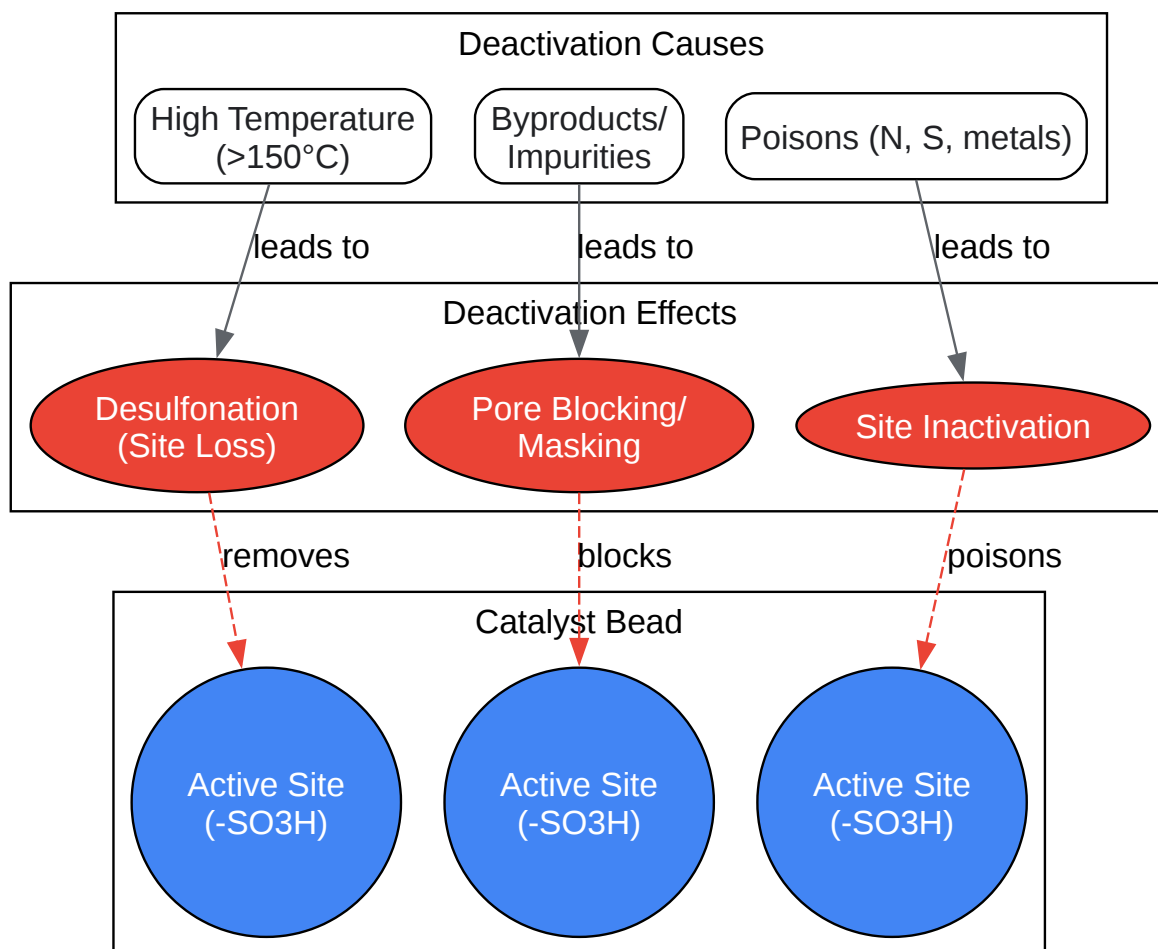 Deactivation Causes
High Temperature
(>150°C)
Byproducts/
Impurities
Poisons (N, S, metals)
leads to
leads to
leads to
Deactivation Effects
Desulfonation
(Site Loss)
Pore Blocking/
Masking
Site Inactivation
removes
blocks
poisons
Catalyst Bead
Active Site
(-SO3H)
Active Site
(-SO3H)
Active Site
(-SO3H)